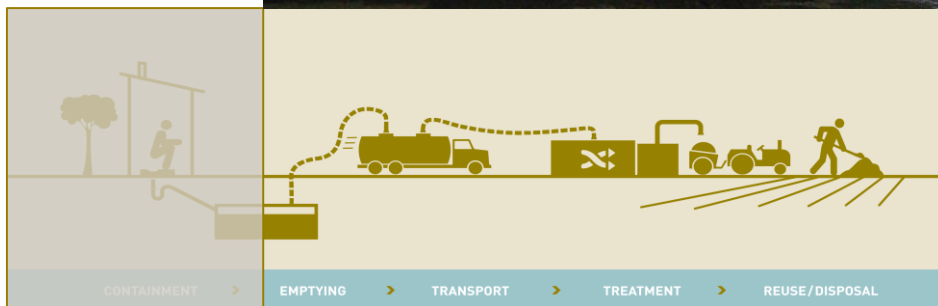 CONTAINMENT > EMPTYING > TRANSPORT > TREATMENT > REUSE/DISPOSAL